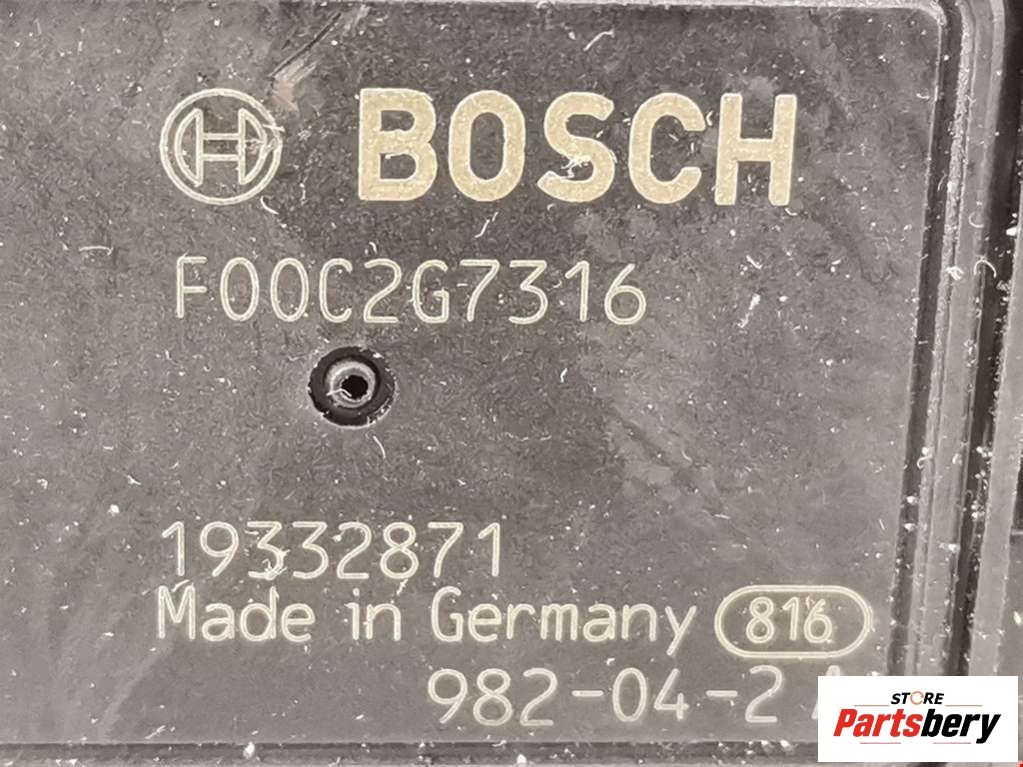 BOSCH
F00C2G7316
19332871
Made in Germany 816
982-04-2
STORE
Partsbery